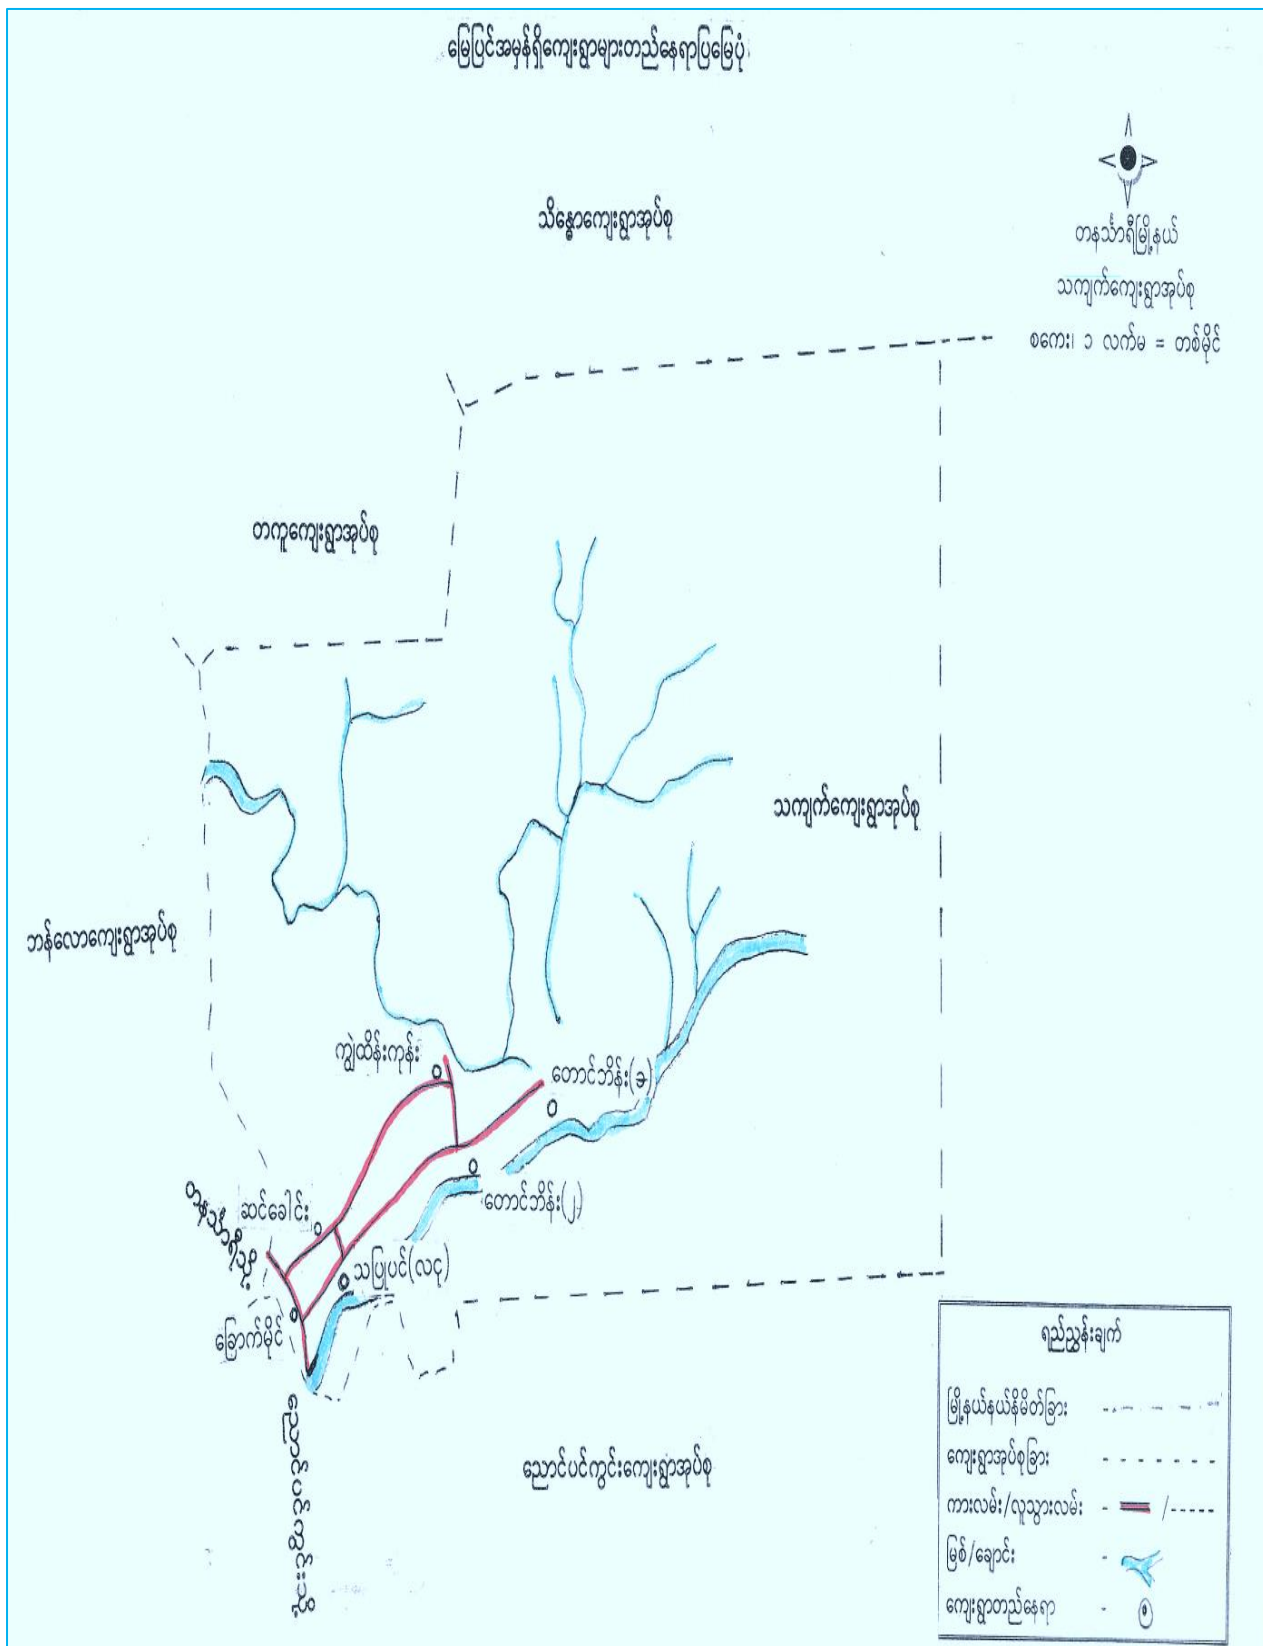 မြေပြင်အမှန်ရှိကျေးရွာများတည်နေရာပြမြေပုံ
သိန္ဓောကျေးရွာအုပ်စု
တနင်္သာရီမြို့နယ်
သကျက်ကျေးရွာအုပ်စု
စကေး၊ ၁ လက်မ = တစ်မိုင်
တကူကျေးရွာအုပ်စု
သကျက်ကျေးရွာအုပ်စု
ဘန်လောကျေးရွာအုပ်စု
ကျွဲထိန်းကုန်း
တောင်ဘိန်း(ခ)
တောင်ဘိန်း(၂)
ဆင်ခေါင်း
သပြုပင်(လငု)
ခြောက်မိုင်
ညောင်ပင်ကွင်းကျေးရွာအုပ်စု
ရည်ညွှန်းချက်
မြို့နယ်နယ်နိမိတ်ခြား
ကျေးရွာအုပ်စုခြား
ကားလမ်း/လူသွားလမ်း
မြစ်/ချောင်း
ကျေးရွာတည်နေရာ